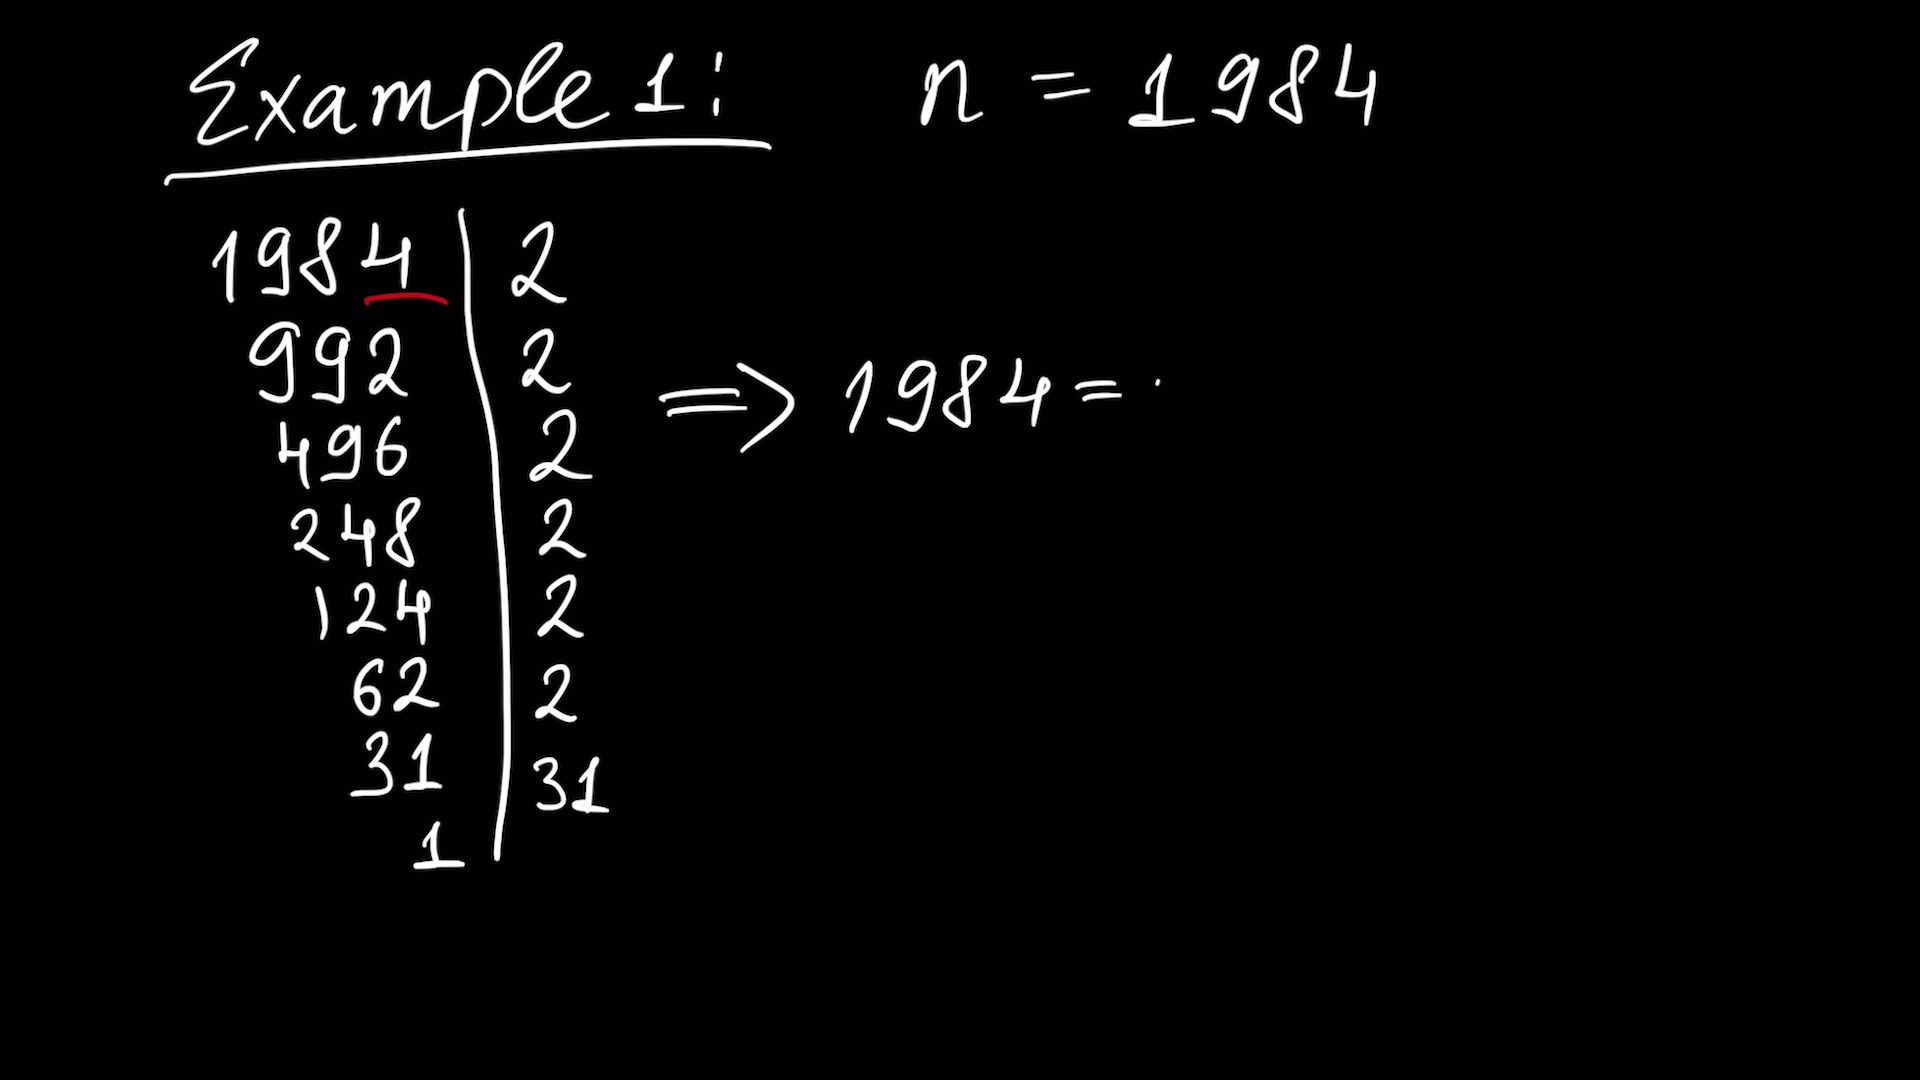 Example 1: n = 1984
1984 | 2
992 | 2
496 | 2
248 | 2
124 | 2
62 | 2
31 | 31
1 |
⇒ 1984 =